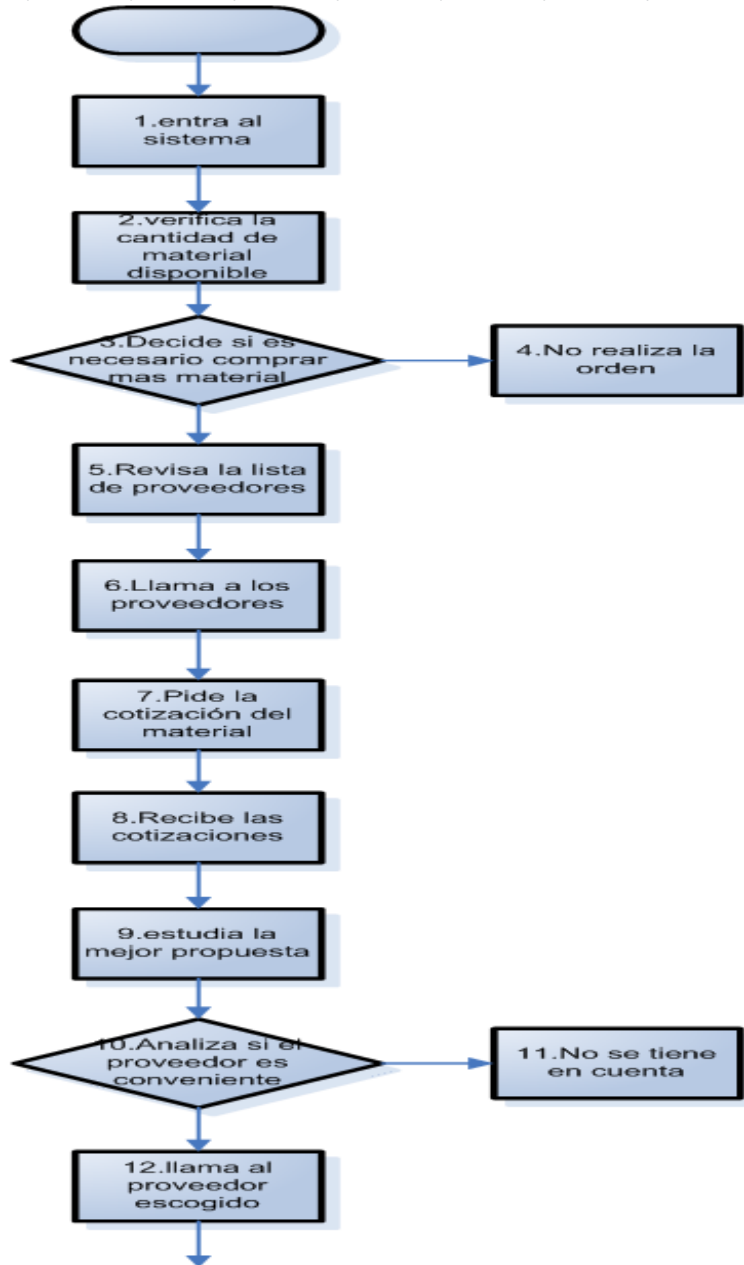 1.entra al
sistema
2.verifica la
cantidad de
material
disponible
3.Decide si es
necesario comprar
mas material
4.No realiza la
orden
5.Revisa la lista
de proveedores
6.Llama a los
proveedores
7.Pide la
cotización del
material
8.Recibe las
cotizaciones
9.estudia la
mejor propuesta
10.Analiza si el
proveedor es
conveniente
11.No se tiene
en cuenta
12.llama al
proveedor
escogido